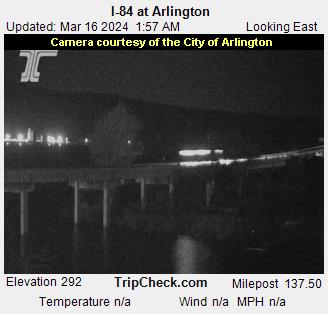 I-84 at Arlington
Updated: Mar 16 2024 1:57 AM Looking East
Camera courtesy of the City of Arlington
Elevation 292 TripCheck.com Milepost 137.50
Temperature n/a Wind n/a MPH n/a